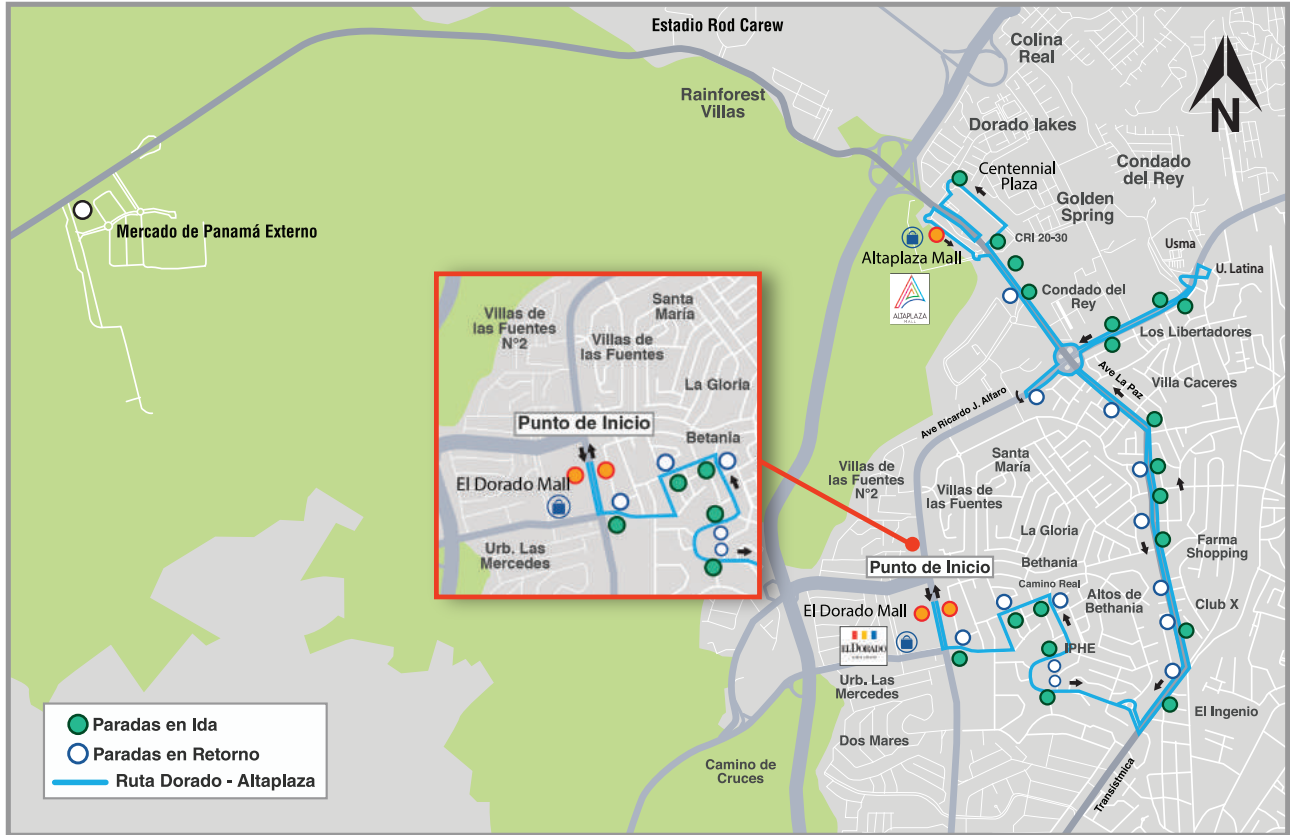 Estadio Rod Carew
Colina
Real
N
Rainforest
Villas
Dorado lakes
Centennial
Plaza
Condado
del Rey
Golden
Spring
Mercado de Panamá Externo
CRI 20-30
Usma
Altaplaza Mall
U. Latina
ALTAPLAZA
MALL
Condado del
Rey
Los Libertadores
Ave La Paz
Villa Caceres
Ave Ricardo J. Alfaro
Villas de
las Fuentes
N°2
Santa
María
Villas de
las Fuentes
La Gloria
Punto de Inicio
Betania
El Dorado Mall
Urb. Las
Mercedes
Santa
María
Villas de
las Fuentes
N°2
Villas de
las Fuentes
La Gloria
Farma
Shopping
Bethania
Punto de Inicio
Camino Real
Altos de
Bethania
El Dorado Mall
Club X
ELDORADO
IPHE
Urb. Las
Mercedes
El Ingenio
Dos Mares
Camino de
Cruces
Transístmica
Paradas en Ida
Paradas en Retorno
Ruta Dorado - Altaplaza